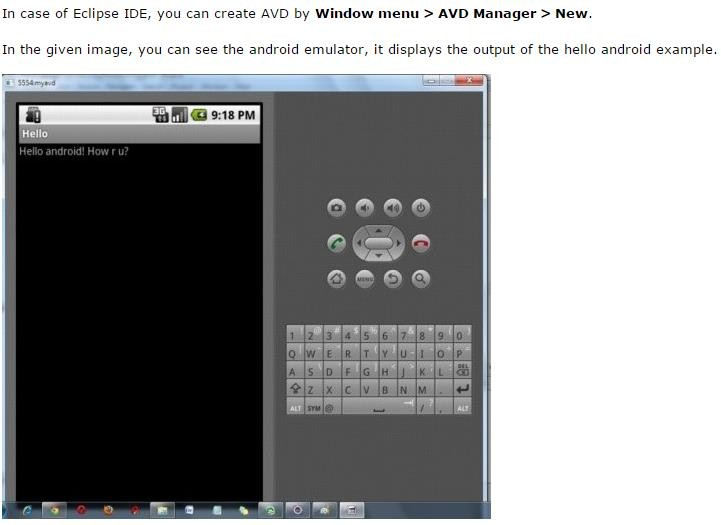 In case of Eclipse IDE, you can create AVD by Window menu > AVD Manager > New.
In the given image, you can see the android emulator, it displays the output of the hello android example.
5554:myavd
3G
9:18 PM
Hello
Hello android! How r u?
MENU
1 ! 2 @ 3 # 4 $ 5 % 6 ^ 7 & 8 * 9 ( 0 )
Q W E R T Y U I O P
A S D F G H J K L DEL
Z X C V B N M .
ALT SYM @ / ? , ALT